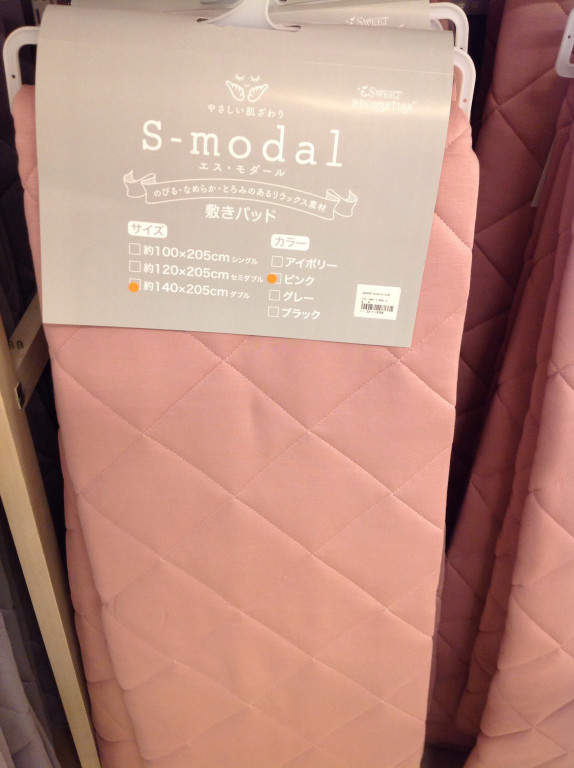 やさしい肌ざわり
SWEET
DECORATION
S-modal
エス・モダール
のびる・なめらか・とろみのあるリラックス素材
敷きパッド
サイズ
約100×205cm シングル
約120×205cm セミダブル
約140×205cm ダブル
カラー
アイボリー
ピンク
グレー
ブラック